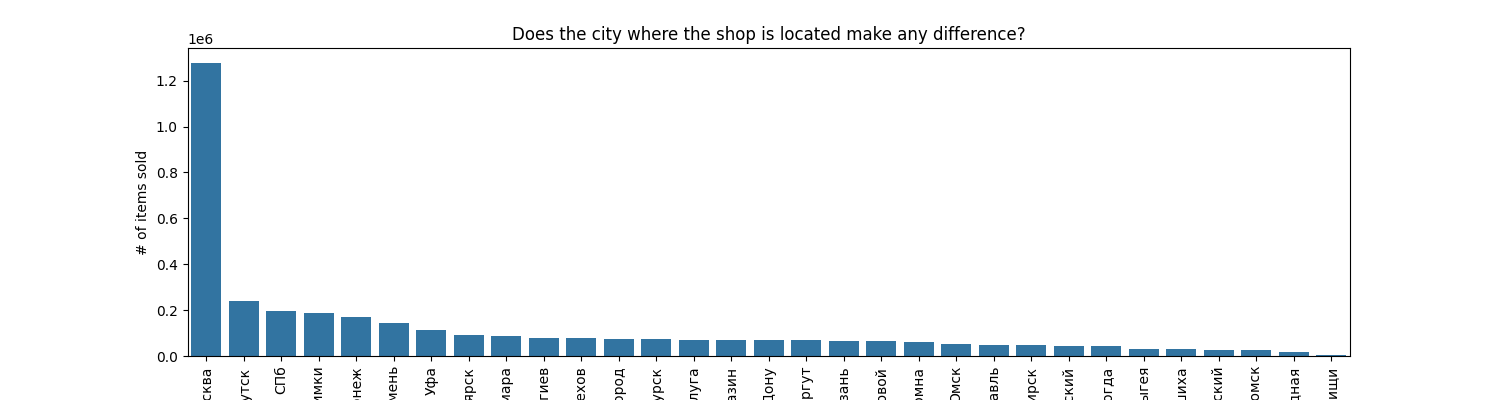 Does the city where the shop is located make any difference?
1e6
1.2
1.0
0.8
0.6
0.4
0.2
0.0
# of items sold
сква
утск
СПб
имки
онеж
мень
уфа
ярск
мара
гиев
ехов
ород
урск
луга
азин
Дону
ргут
зань
овой
омна
Омск
авль
ирск
ский
огда
ыгея
шиха
ский
омск
дная
ищи